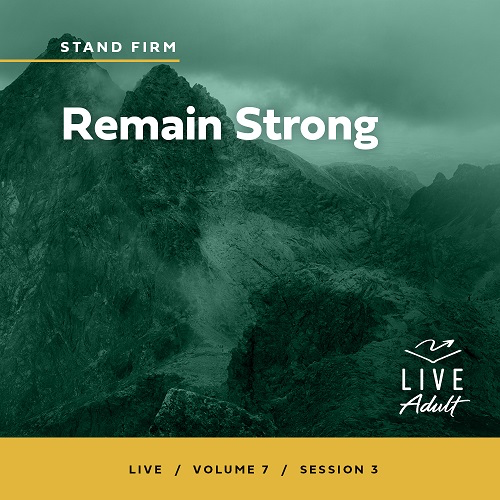 STAND FIRM
Remain Strong
LIVE
Adult
LIVE / VOLUME 7 / SESSION 3